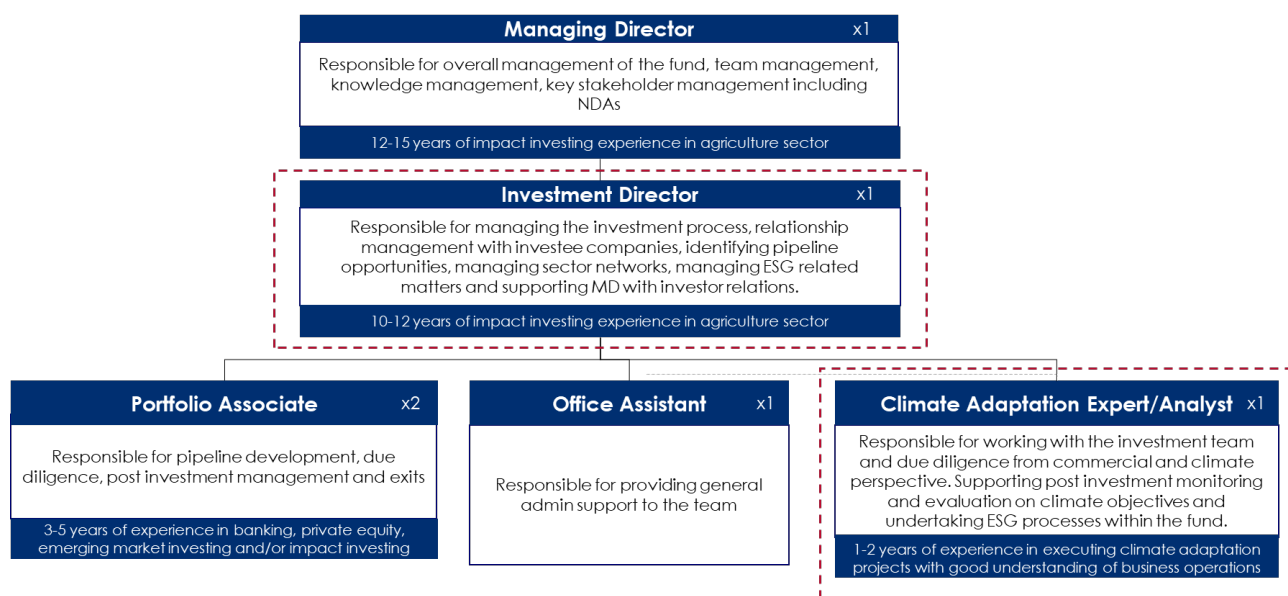 Managing Director x1
Responsible for overall management of the fund, team management,
knowledge management, key stakeholder management including
NDAs
12-15 years of impact investing experience in agriculture sector
Investment Director x1
Responsible for managing the investment process, relationship
management with investee companies, identifying pipeline
opportunities, managing sector networks, managing ESG related
matters and supporting MD with investor relations.
10-12 years of impact investing experience in agriculture sector
Portfolio Associate x2
Responsible for pipeline development, due
diligence, post investment management and exits
3-5 years of experience in banking, private equity,
emerging market investing and/or impact investing
Office Assistant x1
Responsible for providing general
admin support to the team
Climate Adaptation Expert/Analyst x1
Responsible for working with the investment team
and due diligence from commercial and climate
perspective. Supporting post investment monitoring
and evaluation on climate objectives and
undertaking ESG processes within the fund.
1-2 years of experience in executing climate adaptation
projects with good understanding of business operations